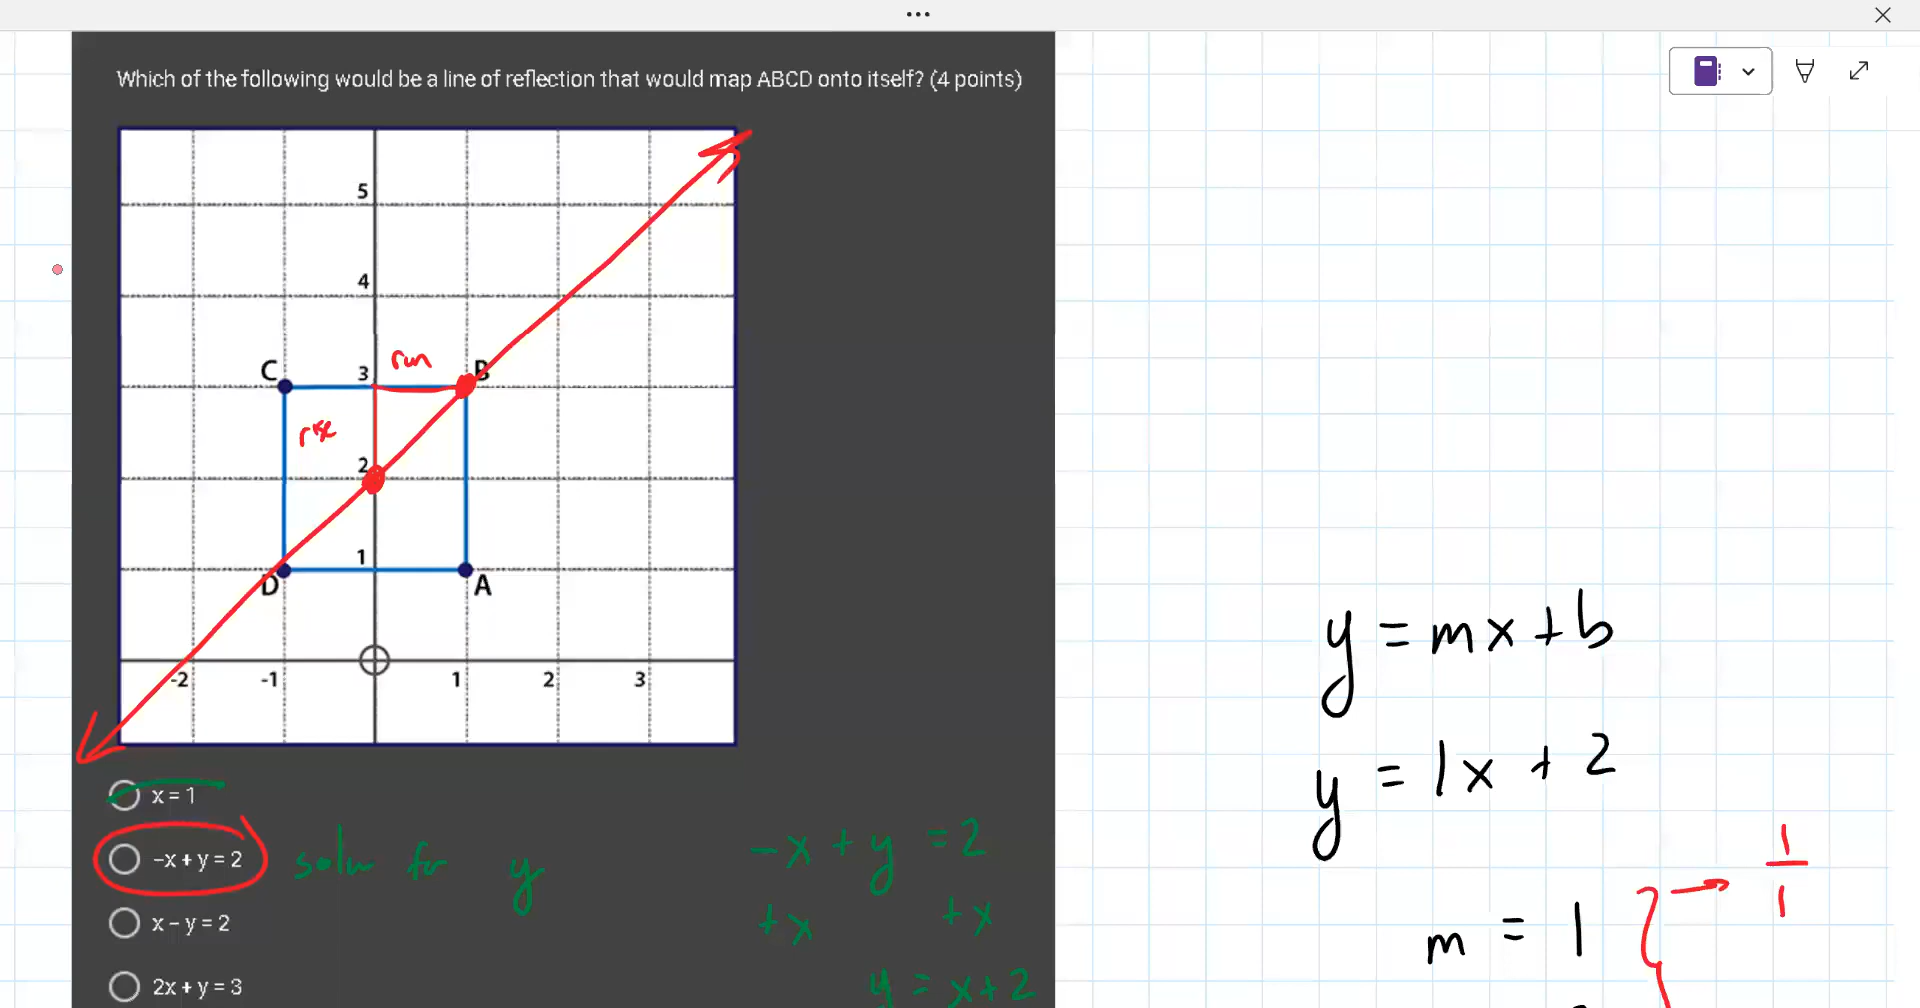 Which of the following would be a line of reflection that would map ABCD onto itself? (4 points)
5
4
run
C 3 B
rise
2
1
D A
-2 -1 1 2 3
x = 1
-x + y = 2 solve for y
x - y = 2
2x + y = 3
-x + y = 2
+x +x
y = x + 2
y = mx + b
y = 1x + 2
m = 1 → 1/1